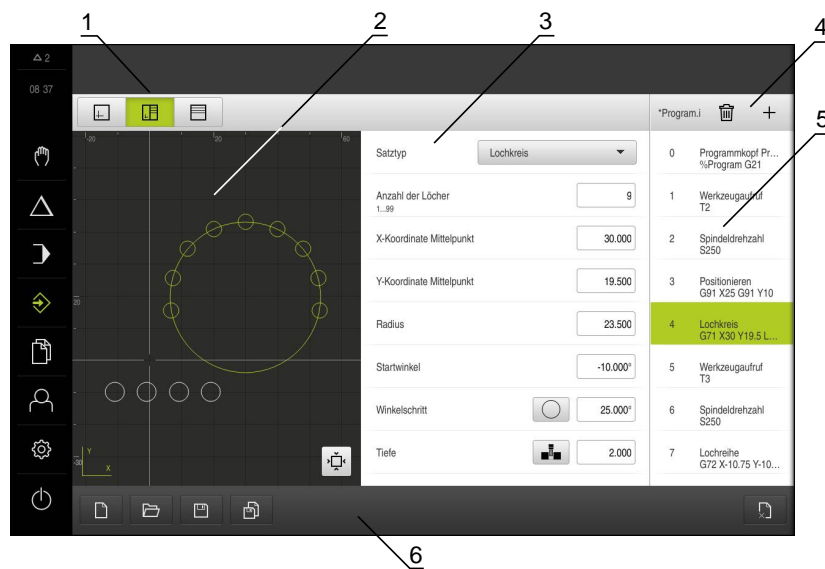 1
2
3
4
5
6
2
08 37
*Program.i
-20
20
60
20
-30
Y
X
Satztyp
Lochkreis
Anzahl der Löcher
1...99
9
X-Koordinate Mittelpunkt
30.000
Y-Koordinate Mittelpunkt
19.500
Radius
23.500
Startwinkel
-10.000°
Winkelschritt
25.000°
Tiefe
2.000
0 Programmkopf Pr...
%Program G21
1 Werkzeugaufruf
T2
2 Spindeldrehzahl
S250
3 Positionieren
G91 X25 G91 Y10
4 Lochkreis
G71 X30 Y19.5 L...
5 Werkzeugaufruf
T3
6 Spindeldrehzahl
S250
7 Lochreihe
G72 X-10.75 Y-10...